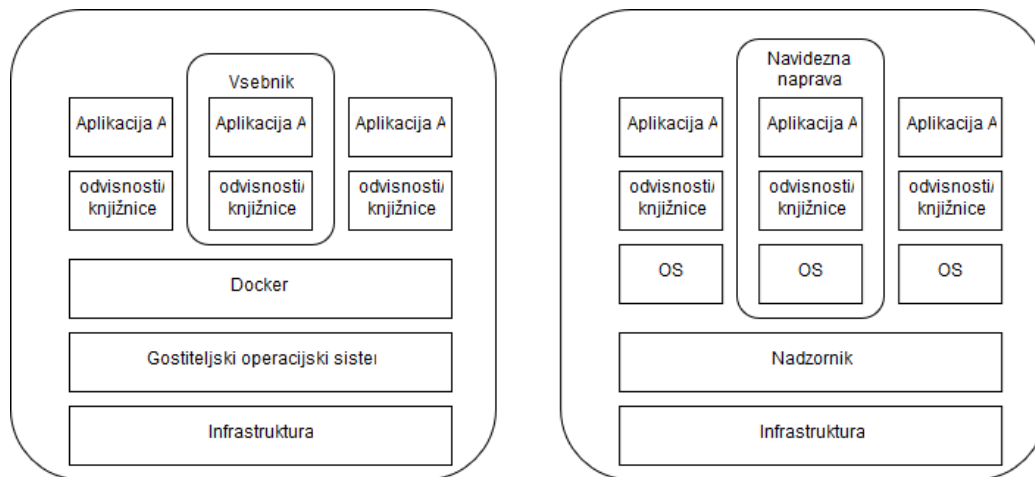 Vsebnik
Aplikacija A
Aplikacija A
Aplikacija A
odvisnosti/
knjižnice
odvisnosti/
knjižnice
odvisnosti/
knjižnice
Docker
Gostiteljski operacijski sister
Infrastruktura
Navidezna
naprava
Aplikacija A
Aplikacija A
Aplikacija A
odvisnosti/
knjižnice
odvisnosti/
knjižnice
odvisnosti/
knjižnice
OS
OS
OS
Nadzornik
Infrastruktura